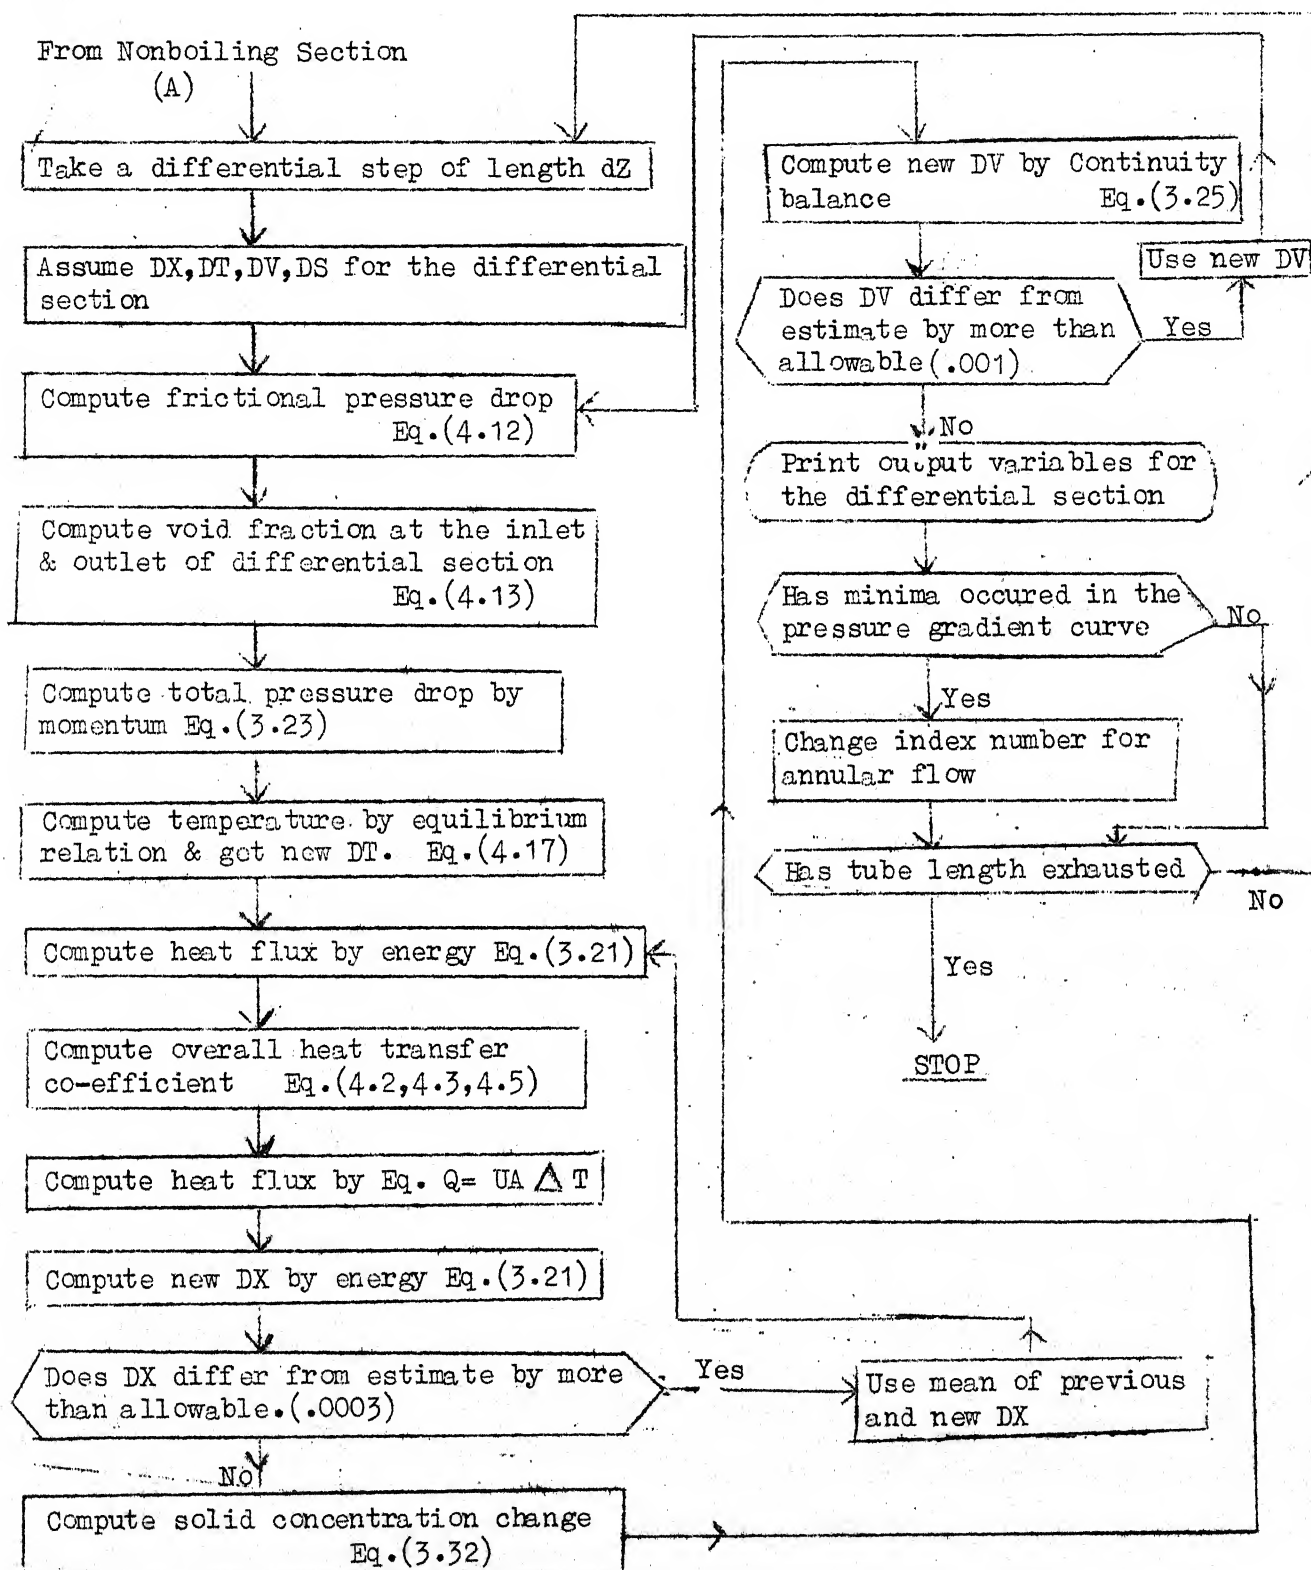 From Nonboiling Section
(A)
Take a differential step of length dZ
Assume DX,DT,DV,DS for the differential
section
Compute frictional pressure drop
Eq.(4.12)
Compute void fraction at the inlet
& outlet of differential section
Eq.(4.13)
Compute total pressure drop by
momentum Eq.(3.23)
Compute temperature by equilibrium
relation & get new DT. Eq.(4.17)
Compute heat flux by energy Eq.(3.21)
Compute overall heat transfer
co-efficient Eq.(4.2,4.3,4.5)
Compute heat flux by Eq. Q= UA △ T
Compute new DX by energy Eq.(3.21)
Does DX differ from estimate by more
than allowable.(.0003)
Yes
Use mean of previous
and new DX
No
Compute solid concentration change
Eq.(3.32)
Compute new DV by Continuity
balance Eq.(3.25)
Use new DV
Does DV differ from
estimate by more than
allowable(.001)
Yes
No
Print output variables for
the differential section
Has minima occured in the
pressure gradient curve
No
Yes
Change index number for
annular flow
Has tube length exhausted
No
Yes
STOP